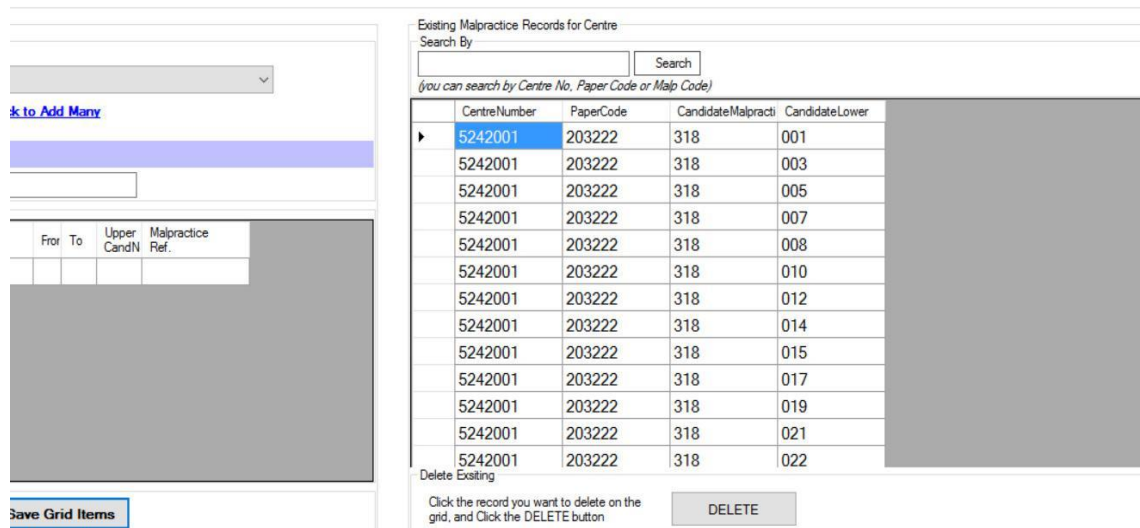 Existing Malpractice Records for Centre
Search By
Search
(you can search by Centre No, Paper Code or Malp Code)
ck to Add Many
CentreNumber PaperCode CandidateMalpracti CandidateLower
5242001 203222 318 001
5242001 203222 318 003
5242001 203222 318 005
5242001 203222 318 007
5242001 203222 318 008
5242001 203222 318 010
5242001 203222 318 012
5242001 203222 318 014
5242001 203222 318 015
5242001 203222 318 017
5242001 203222 318 019
5242001 203222 318 021
5242001 203222 318 022
From To Upper CandN Malpractice Ref.
Delete Exsiting
Click the record you want to delete on the
grid, and Click the DELETE button
DELETE
Save Grid Items